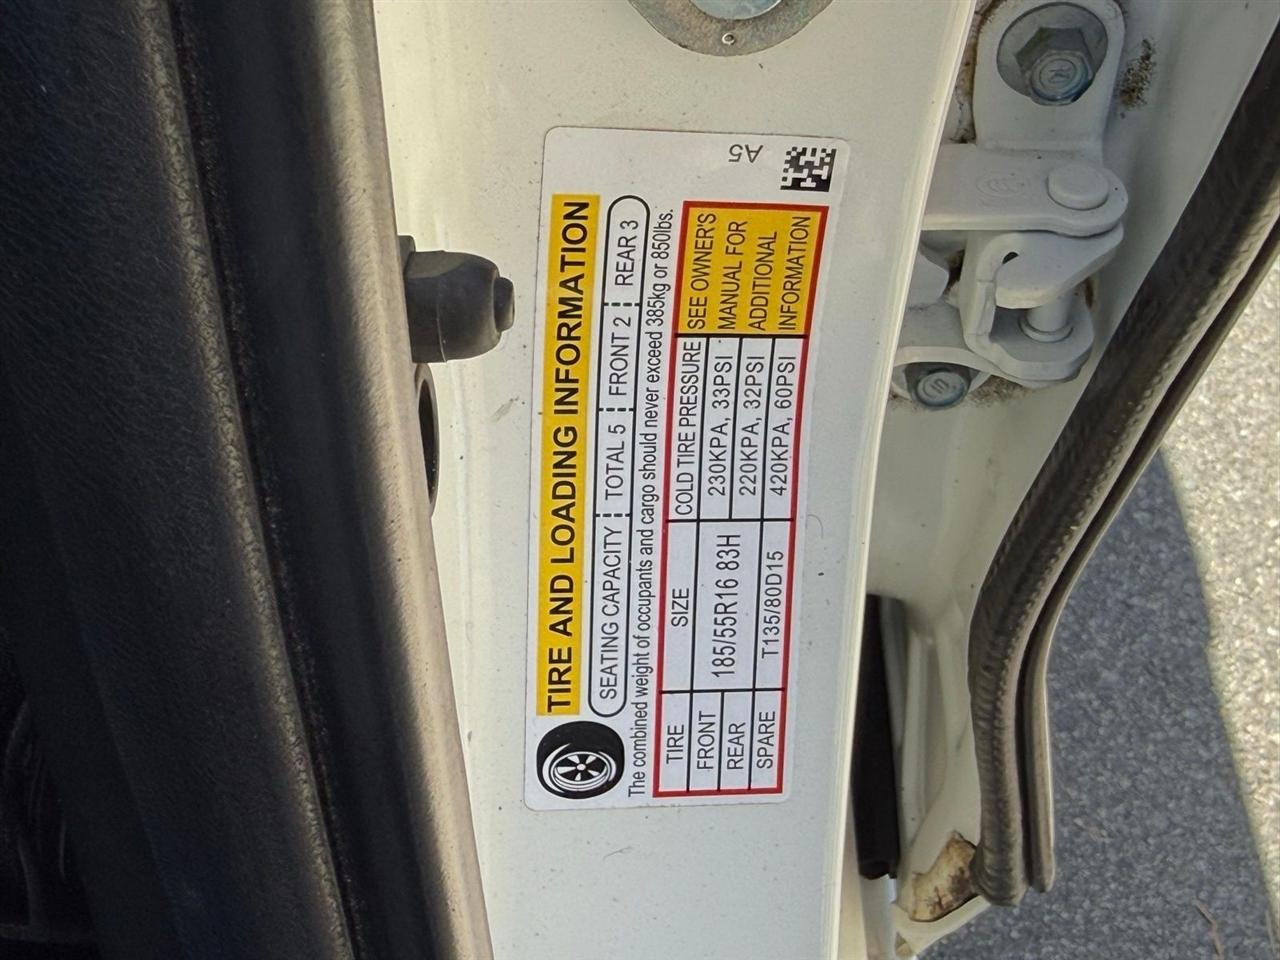 A5
TIRE AND LOADING INFORMATION
SEATING CAPACITY TOTAL 5 FRONT 2 REAR 3
The combined weight of occupants and cargo should never exceed 385kg or 850lbs.
TIRE SIZE COLD TIRE PRESSURE
FRONT 185/55R16 83H 230KPA, 33PSI
REAR 220KPA, 32PSI
SPARE T135/80D15 420KPA, 60PSI
SEE OWNER'S
MANUAL FOR
ADDITIONAL
INFORMATION